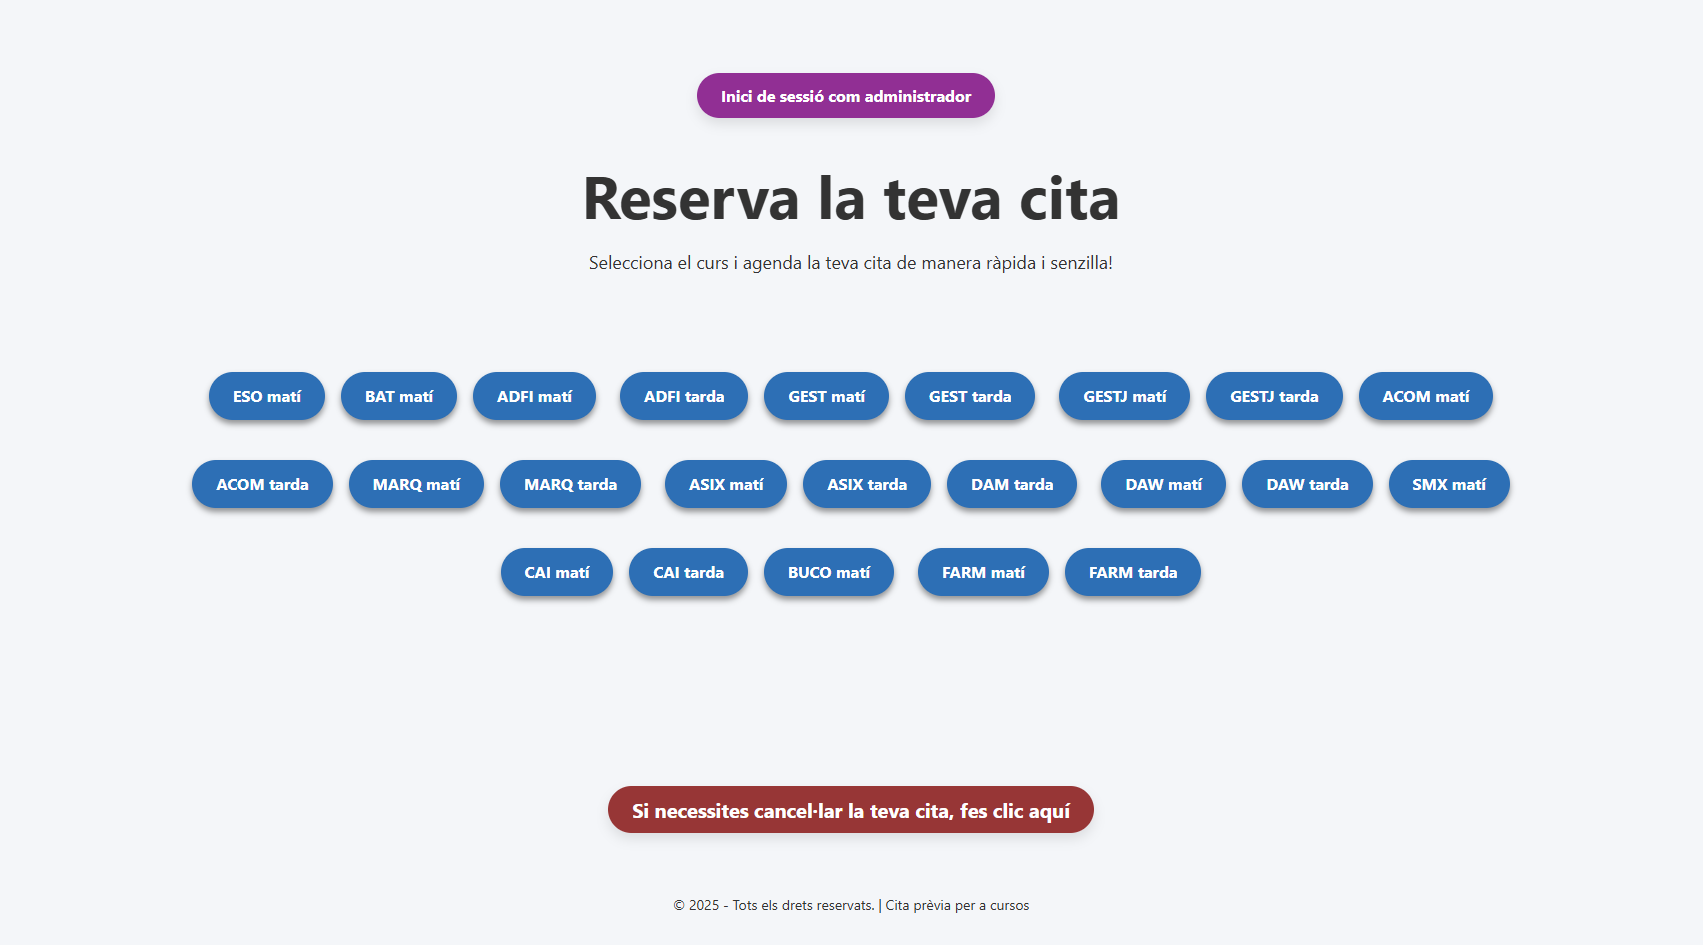 Inici de sessió com administrador
Reserva la teva cita
Selecciona el curs i agenda la teva cita de manera ràpida i senzilla!
ESO matí BAT matí ADFI matí ADFI tarda GEST matí GEST tarda GESTJ matí GESTJ tarda ACOM matí
ACOM tarda MARQ matí MARQ tarda ASIX matí ASIX tarda DAM tarda DAW matí DAW tarda SMX matí
CAI matí CAI tarda BUCO matí FARM matí FARM tarda
Si necessites cancel·lar la teva cita, fes clic aquí
© 2025 - Tots els drets reservats. | Cita prèvia per a cursos